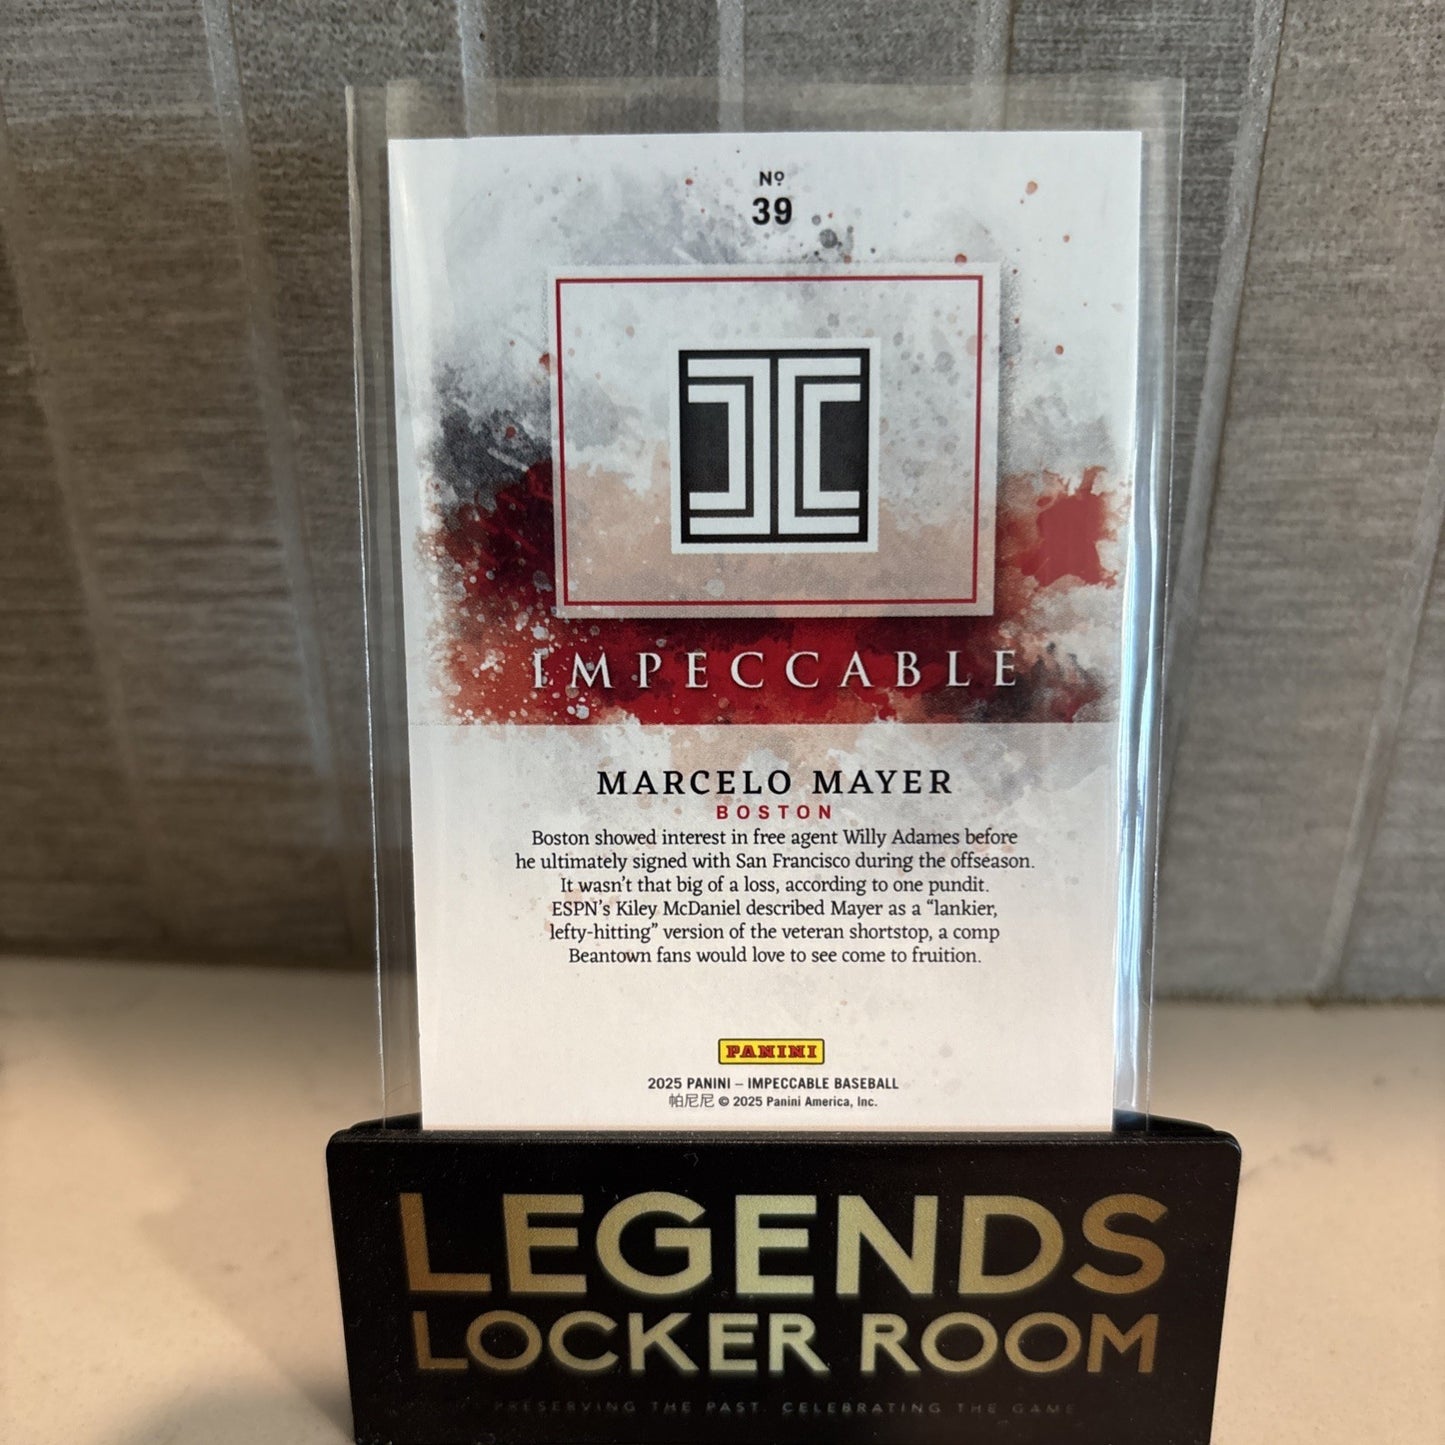 Nº
39
IMPECCABLE
MARCELO MAYER
BOSTON
Boston showed interest in free agent Willy Adames before
he ultimately signed with San Francisco during the offseason.
It wasn't that big of a loss, according to one pundit.
ESPN's Kiley McDaniel described Mayer as a “lankier,
lefty-hitting” version of the veteran shortstop, a comp
Beantown fans would love to see come to fruition.
PANINI
2025 PANINI – IMPECCABLE BASEBALL
帕尼尼 © 2025 Panini America, Inc.
LEGENDS
LOCKER ROOM
PRESERVING THE PAST. CELEBRATING THE GAME